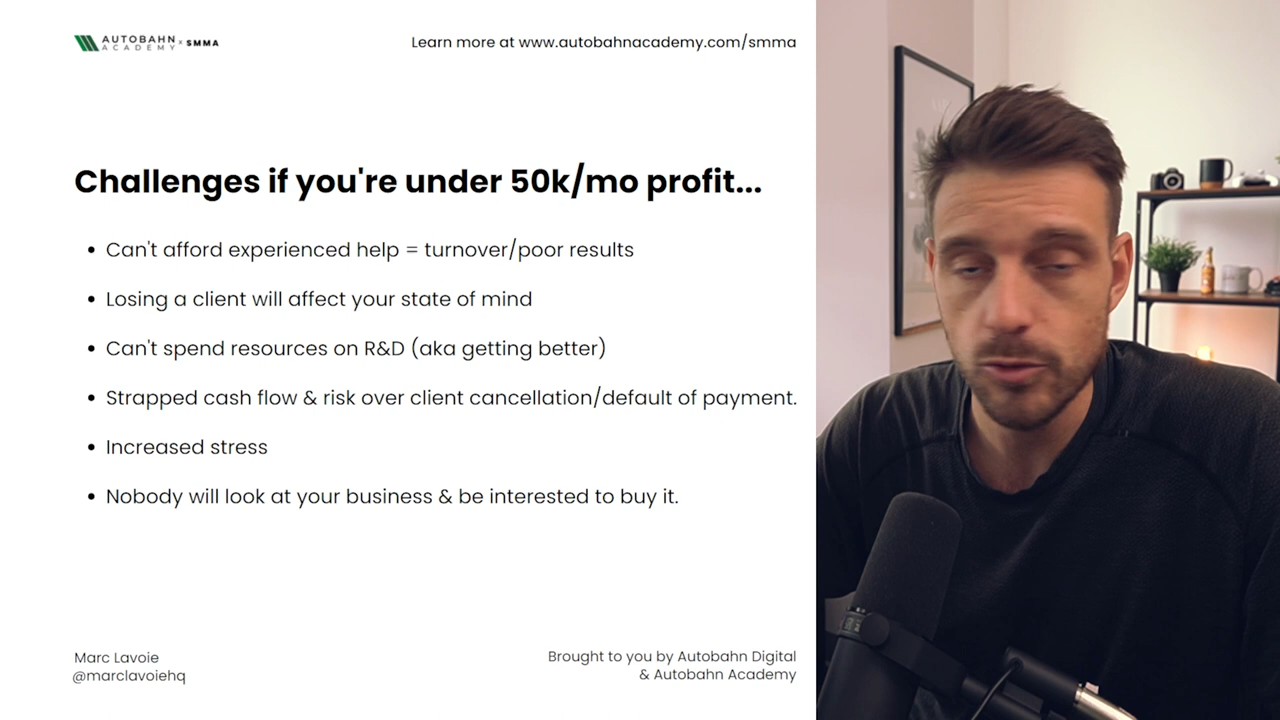 AUTOBAHN
ACADEMY x SMMA
Learn more at www.autobahnacademy.com/smma
Challenges if you're under 50k/mo profit...
• Can't afford experienced help = turnover/poor results
• Losing a client will affect your state of mind
• Can't spend resources on R&D (aka getting better)
• Strapped cash flow & risk over client cancellation/default of payment.
• Increased stress
• Nobody will look at your business & be interested to buy it.
Marc Lavoie
@marclavoiehq
Brought to you by Autobahn Digital
& Autobahn Academy